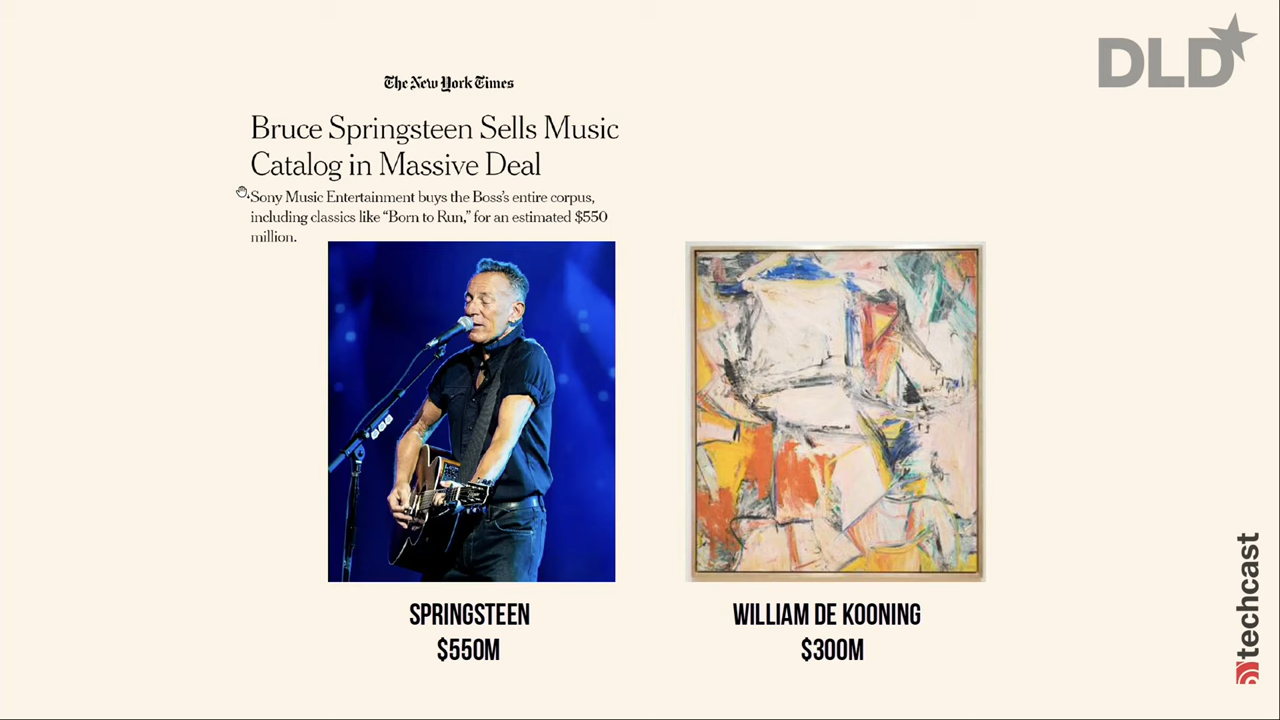 DLD
The New York Times
Bruce Springsteen Sells Music
Catalog in Massive Deal
Sony Music Entertainment buys the Boss's entire corpus,
including classics like “Born to Run,” for an estimated $550
million.
SPRINGSTEEN
$550M
WILLIAM DE KOONING
$300M
techcast